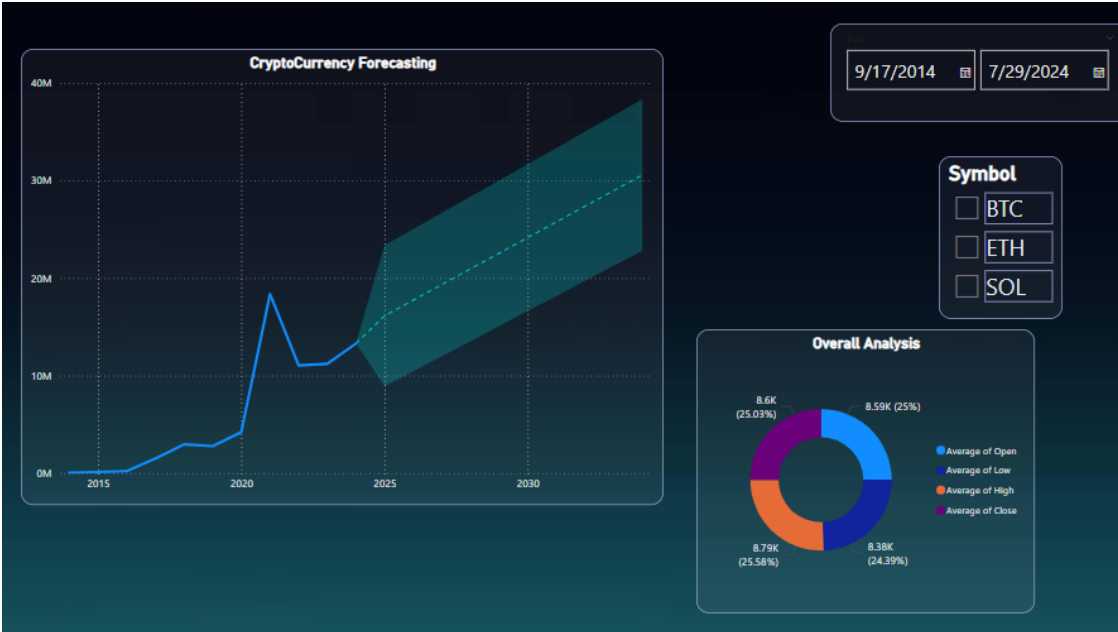 CryptoCurrency Forecasting
40M
30M
20M
10M
0M
2015
2020
2025
2030
Date
9/17/2014
7/29/2024
Symbol
BTC
ETH
SOL
Overall Analysis
8.6K
(25.03%)
8.59K (25%)
8.79K
(25.58%)
8.38K
(24.39%)
Average of Open
Average of Low
Average of High
Average of Close